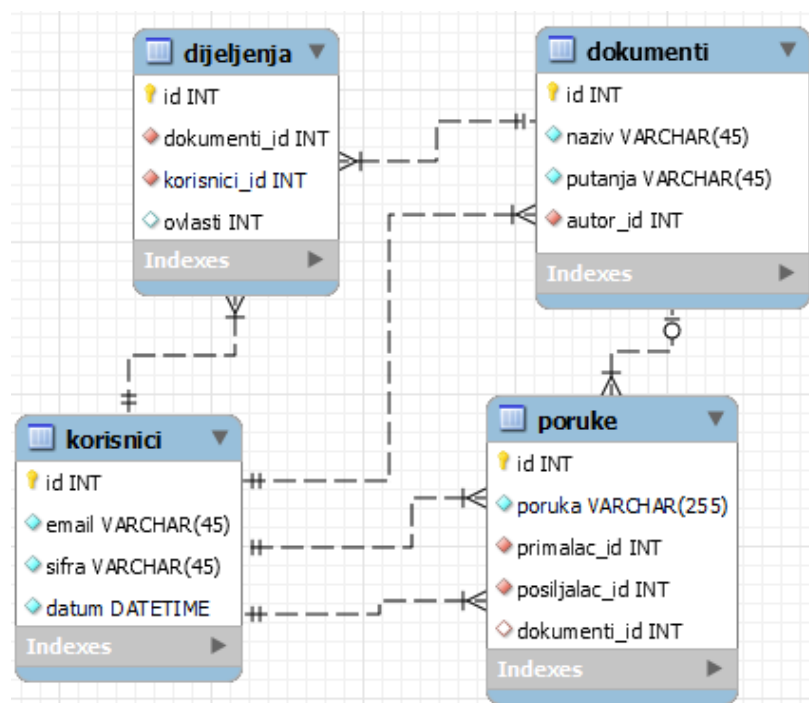 dijeljenja
id INT
dokumenti_id INT
korisnici_id INT
ovlasti INT
Indexes
dokumenti
id INT
naziv VARCHAR(45)
putanja VARCHAR(45)
autor_id INT
Indexes
korisnici
id INT
email VARCHAR(45)
sifra VARCHAR(45)
datum DATETIME
Indexes
poruke
id INT
poruka VARCHAR(255)
primalac_id INT
posiljalac_id INT
dokumenti_id INT
Indexes